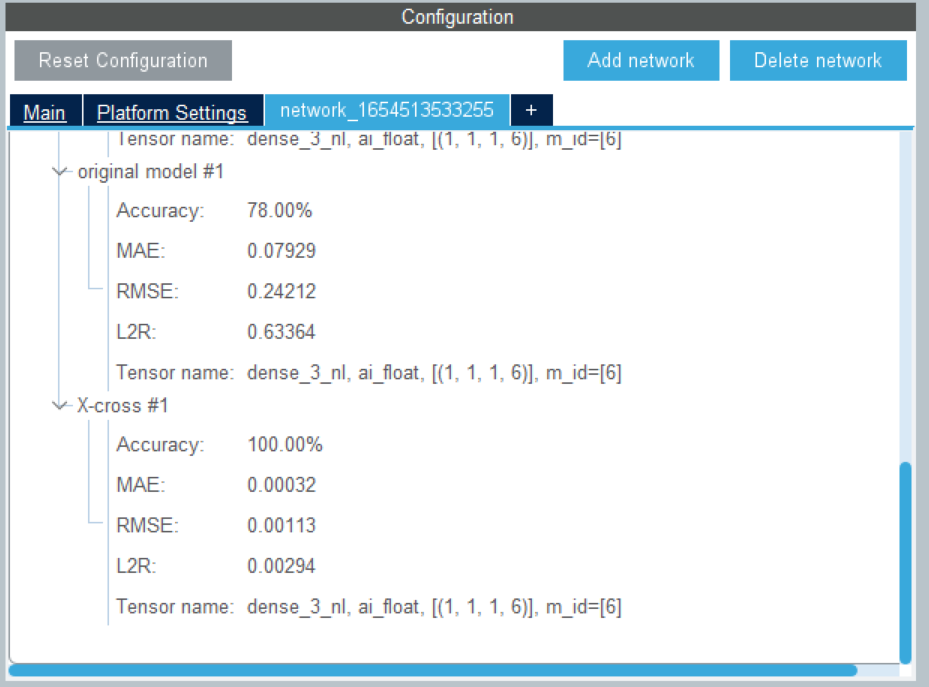 Configuration
Reset Configuration Add network Delete network
Main Platform Settings network_1654513533255 +
Tensor name: dense_3_nl, ai_float, [(1, 1, 1, 6)], m_id=[6]
original model #1
Accuracy: 78.00%
MAE: 0.07929
RMSE: 0.24212
L2R: 0.63364
Tensor name: dense_3_nl, ai_float, [(1, 1, 1, 6)], m_id=[6]
X-cross #1
Accuracy: 100.00%
MAE: 0.00032
RMSE: 0.00113
L2R: 0.00294
Tensor name: dense_3_nl, ai_float, [(1, 1, 1, 6)], m_id=[6]